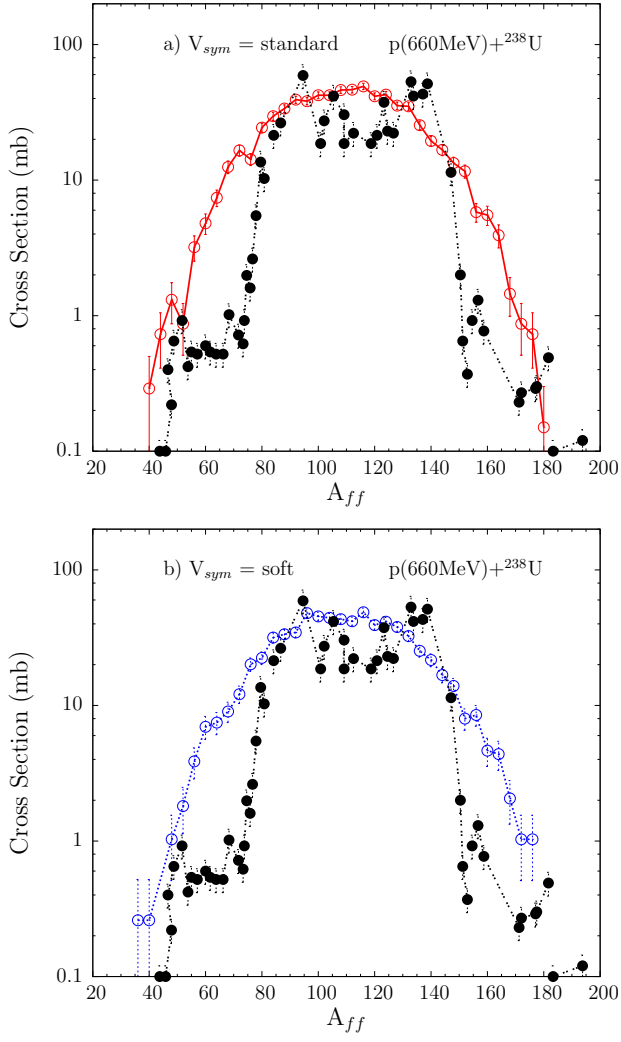 a) V_sym = standard p(660MeV)+²³⁸U
Cross Section (mb)
100
10
1
0.1
20 40 60 80 100 120 140 160 180 200
A_ff
b) V_sym = soft p(660MeV)+²³⁸U
Cross Section (mb)
100
10
1
0.1
20 40 60 80 100 120 140 160 180 200
A_ff